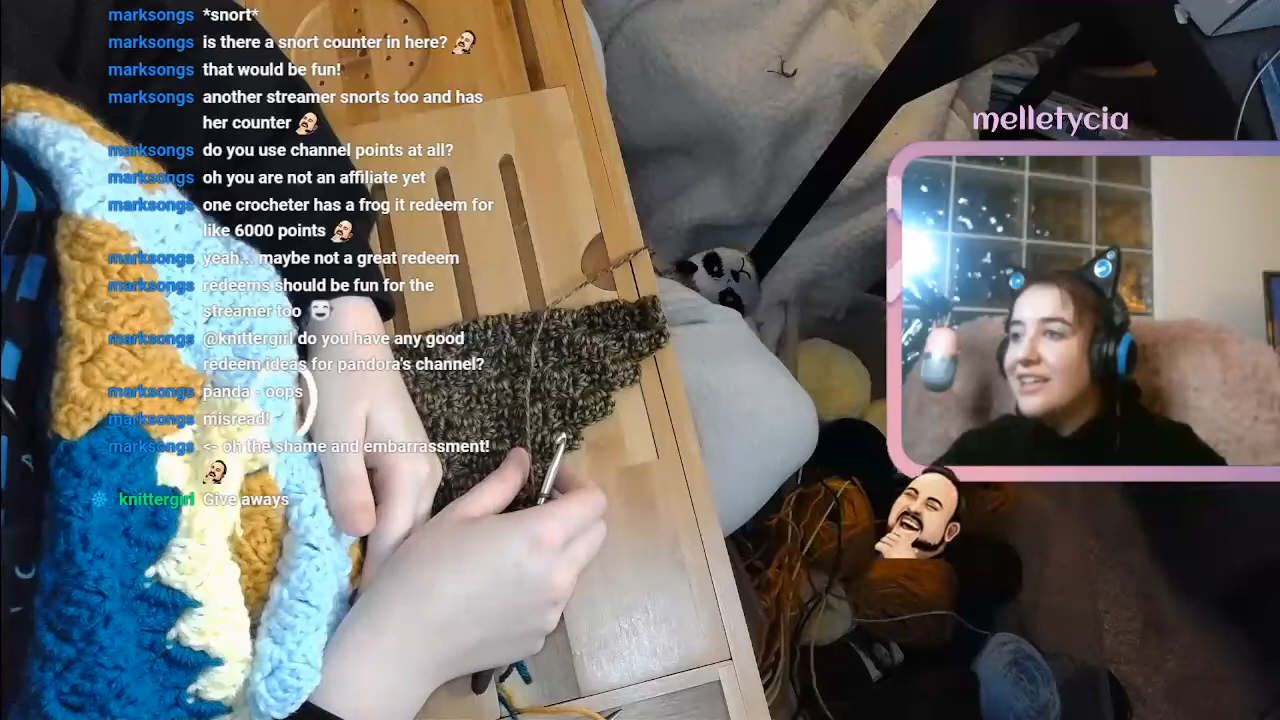 marksongs *snort*
marksongs is there a snort counter in here?
marksongs that would be fun!
marksongs another streamer snorts too and has
her counter
marksongs do you use channel points at all?
marksongs oh you are not an affiliate yet
marksongs one crocheter has a frog it redeem for
like 6000 points
marksongs yeah... maybe not a great redeem
marksongs redeems should be fun for the
streamer too
marksongs @knittergirl do you have any good
redeem ideas for pandora's channel?
marksongs panda - oops
marksongs misread!
marksongs <- oh the shame and embarrassment!
knittergirl Give aways
melletycia